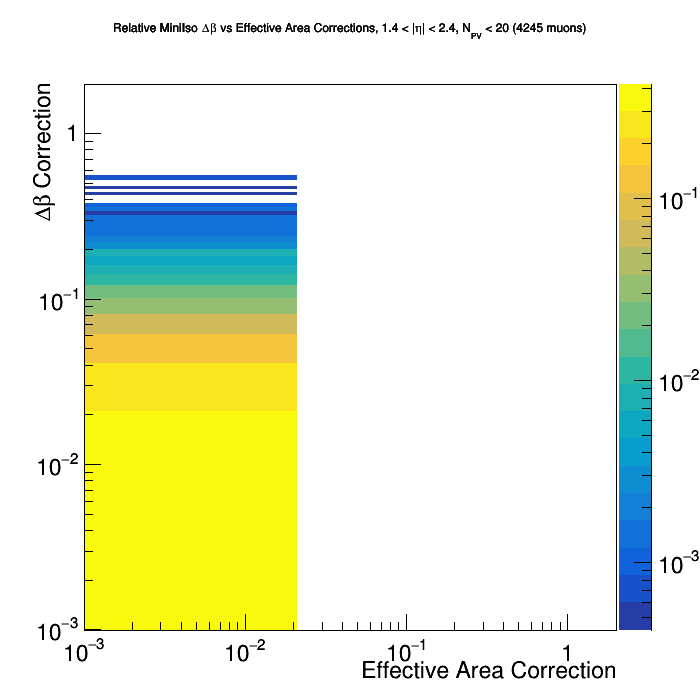 Relative MiniIso Δβ vs Effective Area Corrections, 1.4 < |η| < 2.4, N_PV < 20 (4245 muons)
Δβ Correction
1
10⁻¹
10⁻²
10⁻³
10⁻³ 10⁻² 10⁻¹ 1
Effective Area Correction
10⁻¹
10⁻²
10⁻³